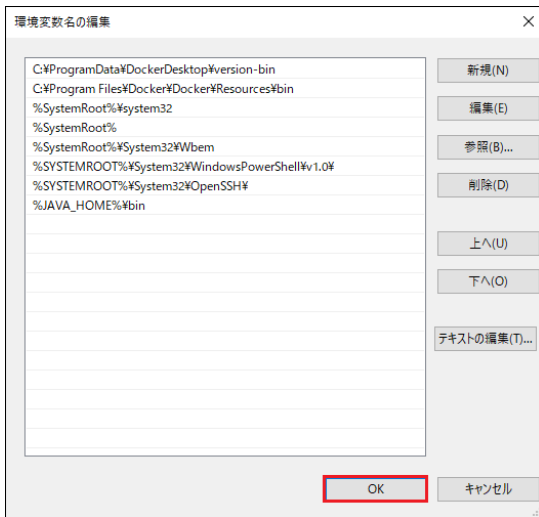 環境変数名の編集
C:¥ProgramData¥DockerDesktop¥version-bin
C:¥Program Files¥Docker¥Docker¥Resources¥bin
%SystemRoot%¥system32
%SystemRoot%
%SystemRoot%¥System32¥Wbem
%SYSTEMROOT%¥System32¥WindowsPowerShell¥v1.0¥
%SYSTEMROOT%¥System32¥OpenSSH¥
%JAVA_HOME%¥bin
新規(N)
編集(E)
参照(B)...
削除(D)
上へ(U)
下へ(O)
テキストの編集(T)...
OK
キャンセル